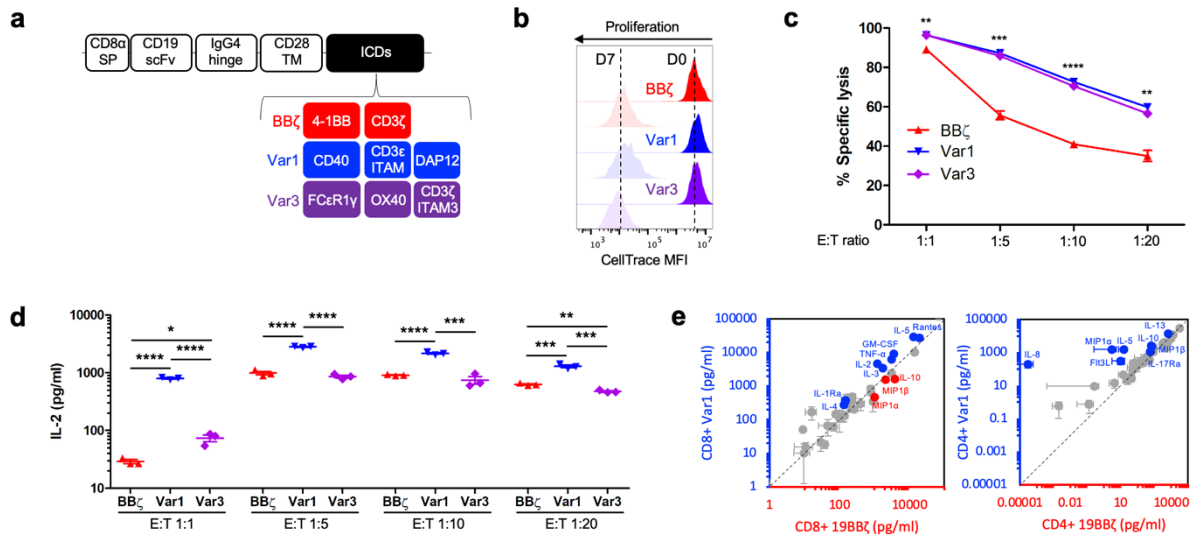 a
CD8α
SP
CD19
scFv
IgG4
hinge
CD28
TM
ICDs
BBζ
4-1BB
CD3ζ
Var1
CD40
CD3ε
ITAM
DAP12
Var3
FCεR1γ
OX40
CD3ζ
ITAM3
b
Proliferation
D7
D0
BBζ
Var1
Var3
10³ 10⁵ 10⁷
CellTrace MFI
c
% Specific lysis
100
80
60
40
20
0
** *** **** **
BBζ
Var1
Var3
E:T ratio 1:1 1:5 1:10 1:20
d
IL-2 (pg/ml)
10000
1000
100
10
*
**** ****
**** ****
**** ***
**
*** ***
BBζ Var1 Var3 BBζ Var1 Var3 BBζ Var1 Var3 BBζ Var1 Var3
E:T 1:1 E:T 1:5 E:T 1:10 E:T 1:20
e
CD8+ Var1 (pg/ml)
100000
10000
1000
100
10
1
IL-5
Rantes
GM-CSF
TNF-α
IL-2
IL-3
IL-10
MIP1β
IL-1Ra
IL-4
MIP1α
1 100 10000
CD8+ 19BBζ (pg/ml)
CD4+ Var1 (pg/ml)
100000
1000
10
0.1
0.001
0.00001
IL-13
IL-10
MIP1α
IL-5
MIP1β
IL-8
Flt3L
IL-17Ra
0.00001 0.01 10 10000
CD4+ 19BBζ (pg/ml)